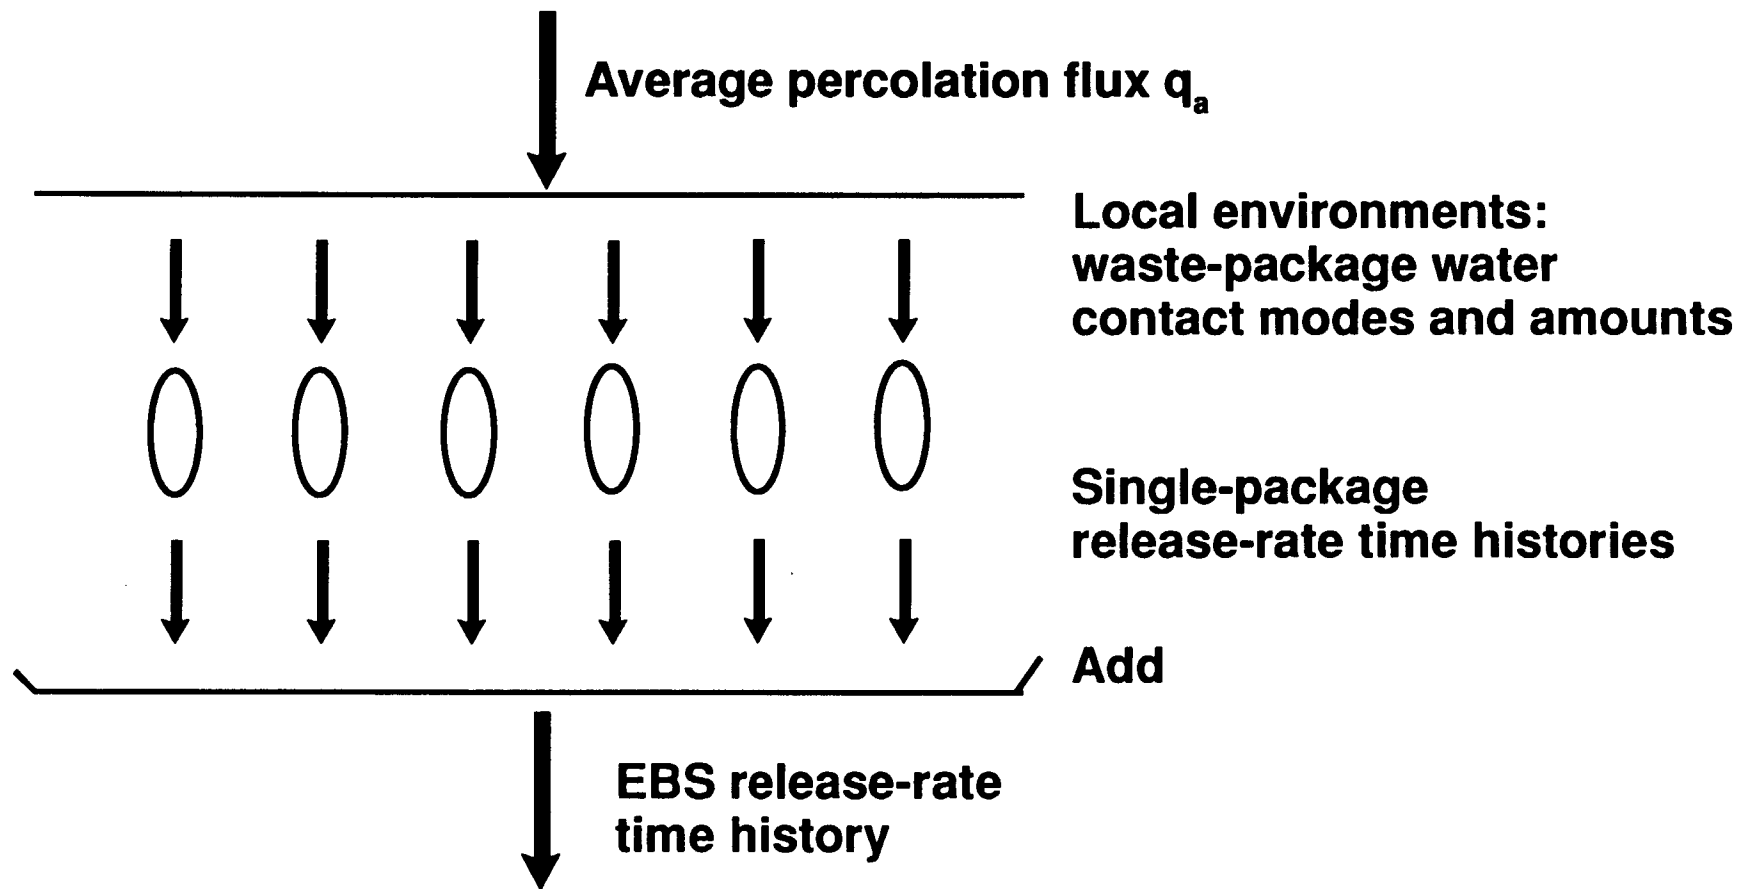 Average percolation flux qₐ
Local environments:
waste-package water
contact modes and amounts
Single-package
release-rate time histories
Add
EBS release-rate
time history